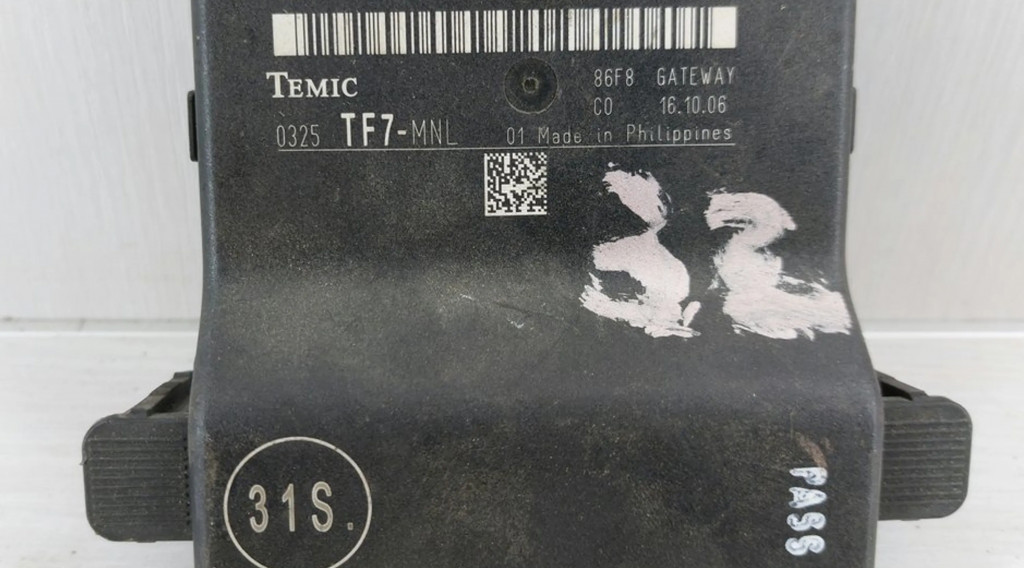 TEMIC
86F8 GATEWAY
C0 16.10.06
0325 TF7-MNL 01 Made in Philippines
32
31S.
PASS